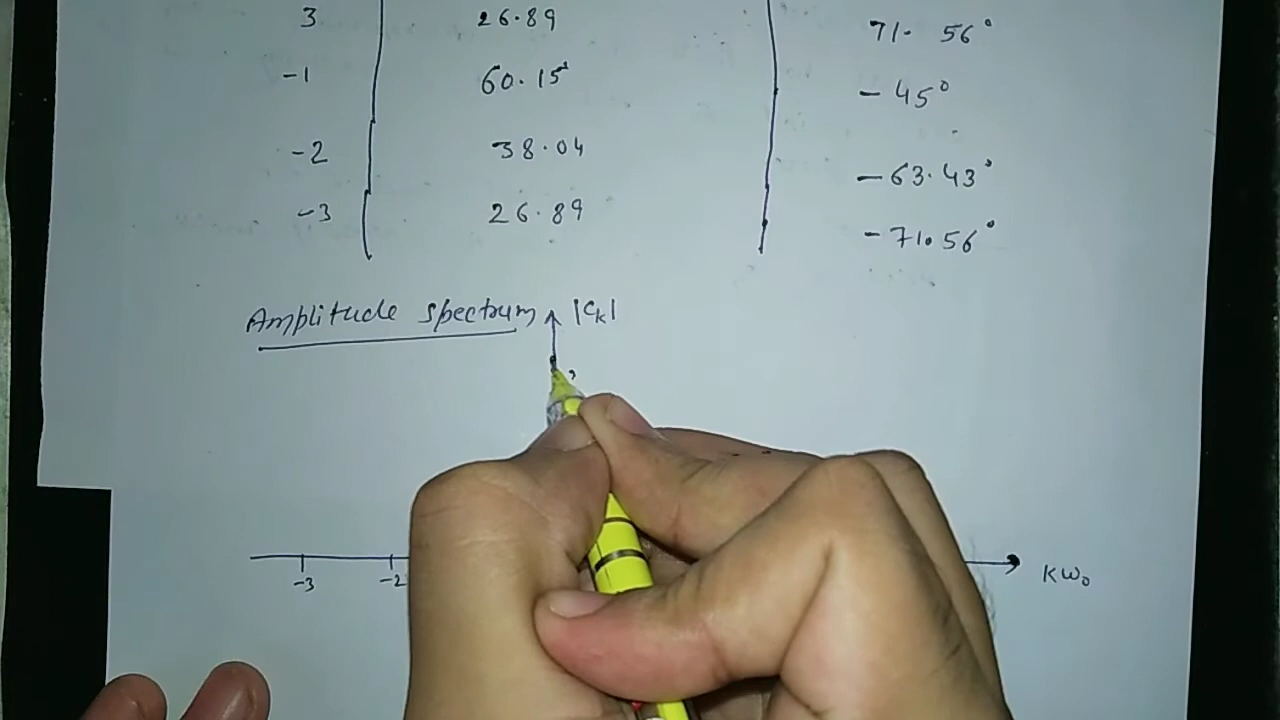 3 26.89 71.56°
-1 60.15 -45°
-2 38.04 -63.43°
-3 26.89 -71.56°
Amplitude spectrum |Ck|
-3 -2 Kω₀